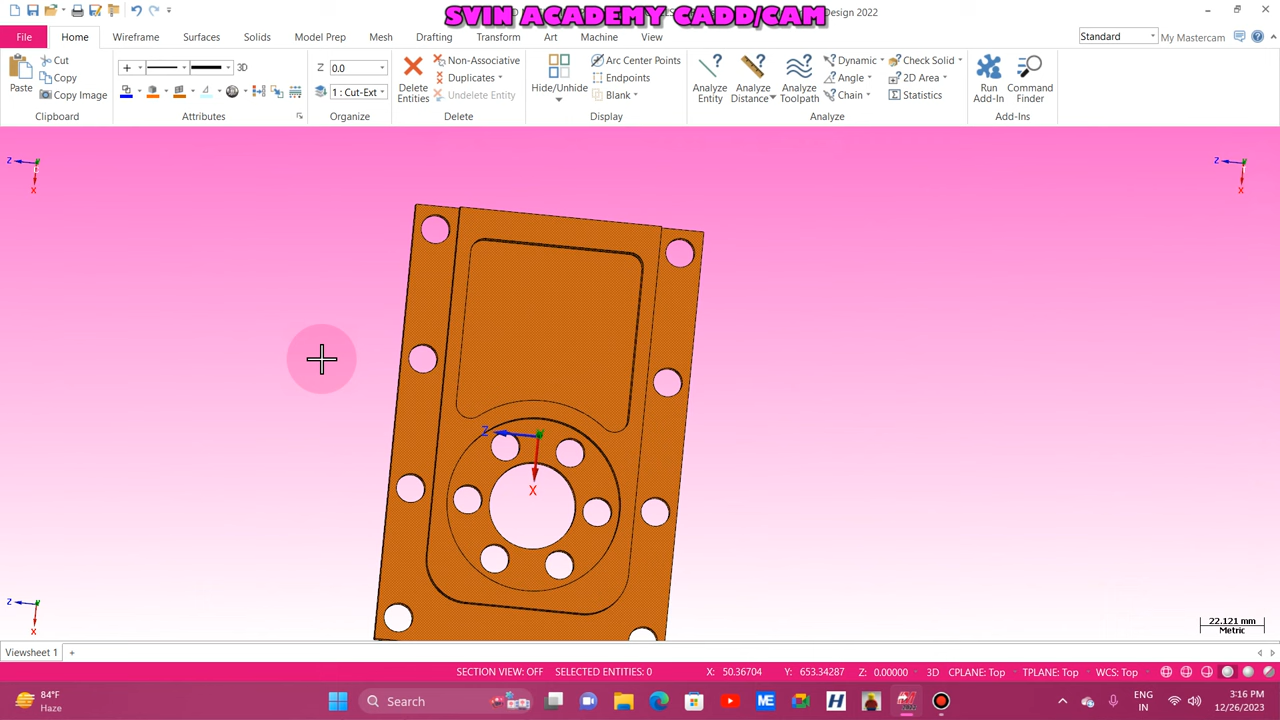 SVIN ACADEMY CADD/CAM
Design 2022
File
Home
Wireframe
Surfaces
Solids
Model Prep
Mesh
Drafting
Transform
Art
Machine
View
Standard
My Mastercam
Paste
Cut
Copy
Copy Image
Clipboard
3D
Attributes
Z
0.0
1 : Cut-Ext
Organize
Delete Entities
Non-Associative
Duplicates
Undelete Entity
Delete
Hide/Unhide
Arc Center Points
Endpoints
Blank
Display
Analyze Entity
Analyze Distance
Analyze Toolpath
Dynamic
Angle
Chain
Check Solid
2D Area
Statistics
Analyze
Run Add-In
Command Finder
Add-Ins
Z
X
Z
X
Z
X
Z
X
22.121 mm
Metric
Viewsheet 1
+
SECTION VIEW: OFF
SELECTED ENTITIES: 0
X: 50.36704
Y: 653.34287
Z: 0.00000
3D
CPLANE: Top
TPLANE: Top
WCS: Top
84°F
Haze
Search
ENG
IN
3:16 PM
12/26/2023